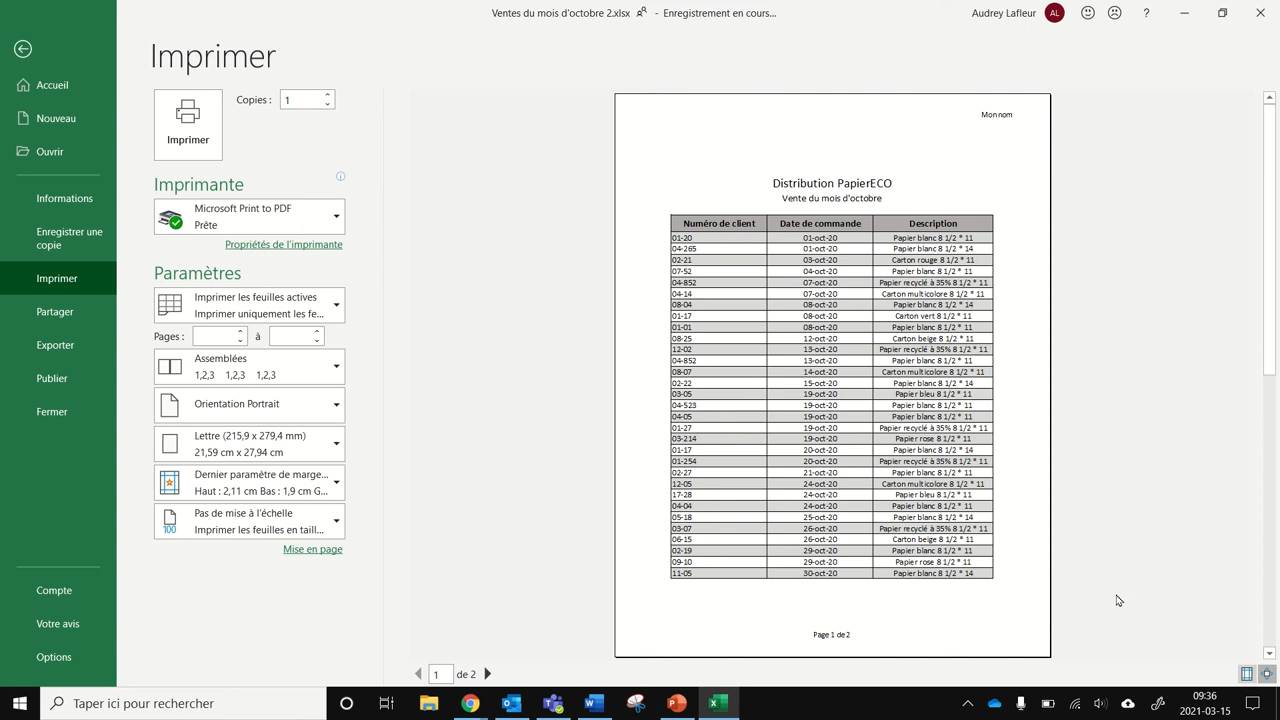 Ventes du mois d'octobre 2.xlsx - Enregistrement en cours... Audrey Lafleur AL ?
Imprimer
Accueil
Nouveau
Ouvrir
Informations
Enregistrer une
copie
Imprimer
Partager
Exporter
Publier
Fermer
Compte
Votre avis
Options
Imprimer
Copies : 1
Imprimante
Microsoft Print to PDF
Prête
Propriétés de l'imprimante
Paramètres
Imprimer les feuilles actives
Imprimer uniquement les fe...
Pages : à
Assemblées
1,2,3 1,2,3 1,2,3
Orientation Portrait
Lettre (215,9 x 279,4 mm)
21,59 cm x 27,94 cm
Dernier paramètre de marge...
Haut : 2,11 cm Bas : 1,9 cm G...
Pas de mise à l'échelle
Imprimer les feuilles en taill...
100
Mise en page
Mon nom
Distribution PapierECO
Vente du mois d'octobre
Numéro de client Date de commande Description
01-20 01-oct-20 Papier blanc 8 1/2 * 11
04-265 01-oct-20 Papier blanc 8 1/2 * 14
02-21 03-oct-20 Carton rouge 8 1/2 * 11
07-52 04-oct-20 Papier blanc 8 1/2 * 11
04-852 07-oct-20 Papier recyclé à 35% 8 1/2 * 11
04-14 07-oct-20 Carton multicolore 8 1/2 * 11
08-04 08-oct-20 Papier blanc 8 1/2 * 14
01-17 08-oct-20 Carton vert 8 1/2 * 11
01-01 08-oct-20 Papier blanc 8 1/2 * 11
08-25 12-oct-20 Carton beige 8 1/2 * 11
12-02 13-oct-20 Papier recyclé à 35% 8 1/2 * 11
04-852 13-oct-20 Papier blanc 8 1/2 * 11
08-07 14-oct-20 Carton multicolore 8 1/2 * 11
02-22 15-oct-20 Papier blanc 8 1/2 * 14
03-05 19-oct-20 Papier bleu 8 1/2 * 11
04-523 19-oct-20 Papier blanc 8 1/2 * 11
04-05 19-oct-20 Papier blanc 8 1/2 * 11
01-27 19-oct-20 Papier recyclé à 35% 8 1/2 * 11
03-214 19-oct-20 Papier rose 8 1/2 * 11
01-17 20-oct-20 Papier blanc 8 1/2 * 14
01-254 20-oct-20 Papier recyclé à 35% 8 1/2 * 11
02-27 21-oct-20 Papier blanc 8 1/2 * 11
12-05 24-oct-20 Carton multicolore 8 1/2 * 11
17-28 24-oct-20 Papier bleu 8 1/2 * 11
04-04 24-oct-20 Papier blanc 8 1/2 * 11
05-18 25-oct-20 Papier blanc 8 1/2 * 14
03-07 26-oct-20 Papier recyclé à 35% 8 1/2 * 11
06-15 26-oct-20 Carton beige 8 1/2 * 11
02-19 29-oct-20 Papier blanc 8 1/2 * 11
09-10 29-oct-20 Papier rose 8 1/2 * 11
11-05 30-oct-20 Papier blanc 8 1/2 * 14
Page 1 de 2
1 de 2
Taper ici pour rechercher
09:36
2021-03-15